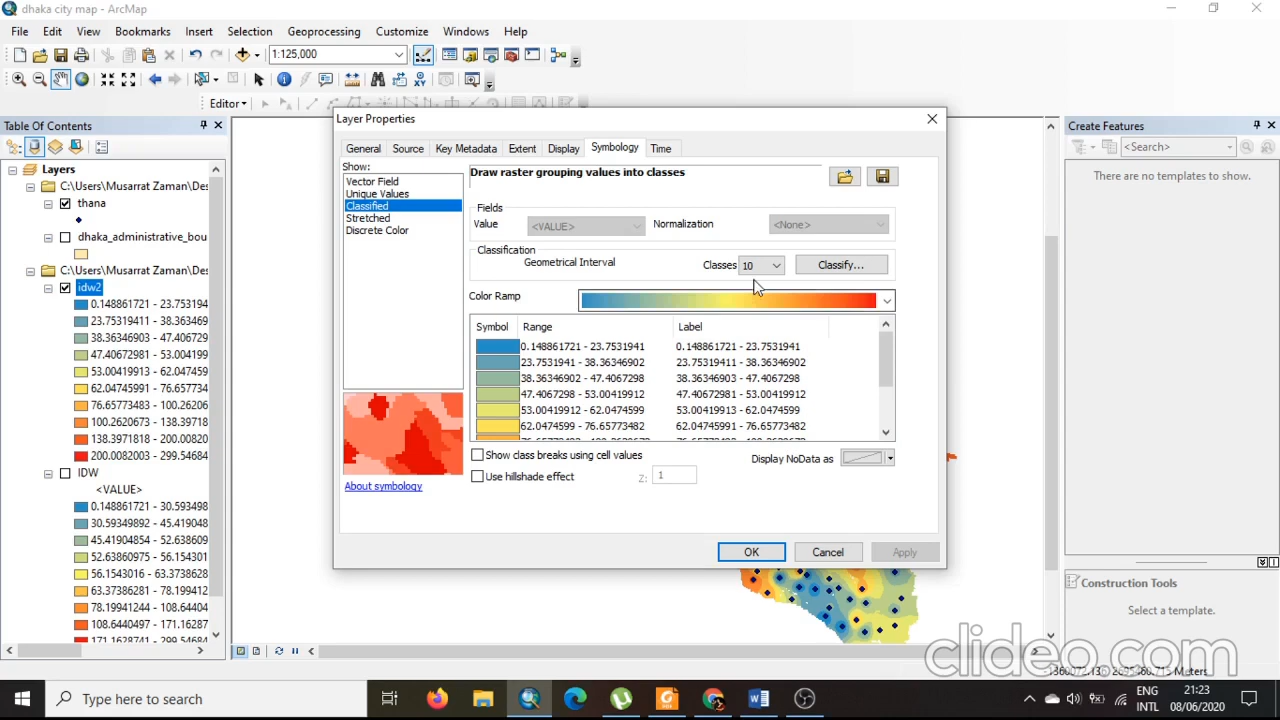 dhaka city map - ArcMap
File Edit View Bookmarks Insert Selection Geoprocessing Customize Windows Help
1:125,000
Editor
Table Of Contents
Layers
C:\Users\Musarrat Zaman/Des
thana
dhaka_administrative_bou
C:\Users\Musarrat Zaman/Des
idw2
0.148861721 - 23.753194
23.75319411 - 38.363469
38.36346903 - 47.406729
47.40672981 - 53.004199
53.00419913 - 62.047459
62.04745991 - 76.657734
76.65773483 - 100.26206
100.2620673 - 138.39718
138.3971818 - 200.00820
200.0082003 - 299.54684
IDW
<VALUE>
0.148861721 - 30.593498
30.59349892 - 45.419048
45.41904854 - 52.638609
52.63860975 - 56.154301
56.1543016 - 63.3738628
63.37386281 - 78.199412
78.19941244 - 108.64400
108.6440697 - 171.16287
171.1628741 - 299.54684
Layer Properties
General Source Key Metadata Extent Display Symbology Time
Show:
Vector Field
Unique Values
Classified
Stretched
Discrete Color
About symbology
Draw raster grouping values into classes
Fields
Value <VALUE> Normalization <None>
Classification
Geometrical Interval Classes 10 Classify...
Color Ramp
Symbol Range Label
0.148861721 - 23.7531941 0.148861721 - 23.7531941
23.75319411 - 38.36346902 23.75319411 - 38.36346902
38.36346903 - 47.4067298 38.36346903 - 47.4067298
47.4067298 - 53.00419912 47.40672981 - 53.00419912
53.00419912 - 62.0474599 53.00419913 - 62.0474599
62.0474599 - 76.65773482 62.04745991 - 76.65773482
Show class breaks using cell values
Display NoData as
Use hillshade effect Z: 1
OK Cancel Apply
Create Features
<Search>
There are no templates to show.
Construction Tools
Select a template.
clideo.com
Type here to search
ENG
INTL
21:23
08/06/2020